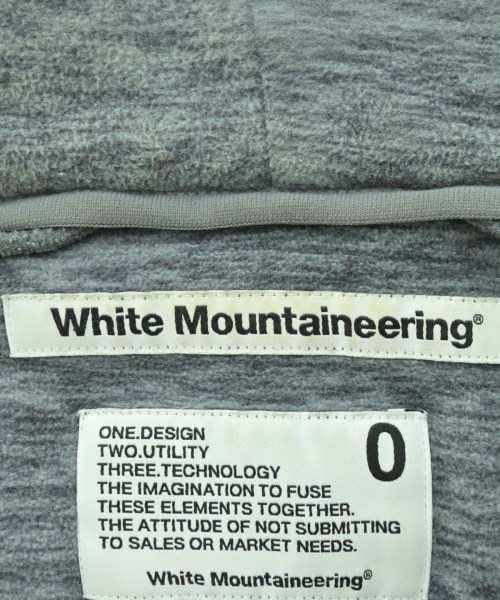 White Mountaineering®
0
ONE.DESIGN
TWO.UTILITY
THREE.TECHNOLOGY
THE IMAGINATION TO FUSE
THESE ELEMENTS TOGETHER.
THE ATTITUDE OF NOT SUBMITTING
TO SALES OR MARKET NEEDS.
White Mountaineering®